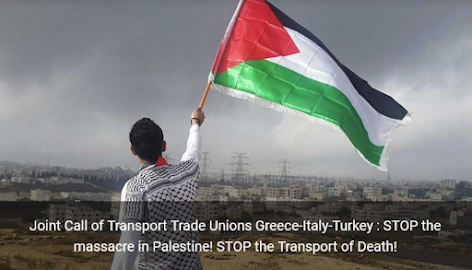 Joint Call of Transport Trade Unions Greece-Italy-Turkey : STOP the
massacre in Palestine! STOP the Transport of Death!